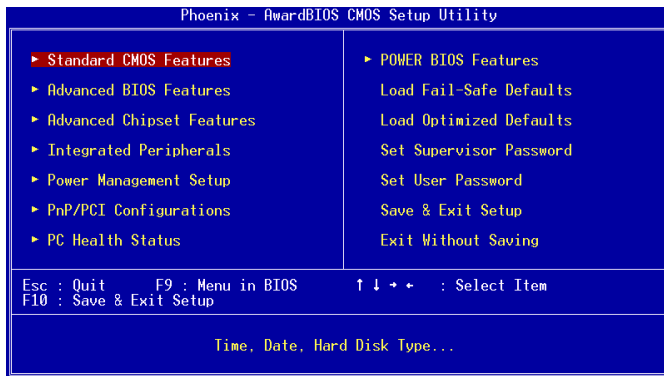 Phoenix - AwardBIOS CMOS Setup Utility
► Standard CMOS Features
► Advanced BIOS Features
► Advanced Chipset Features
► Integrated Peripherals
► Power Management Setup
► PnP/PCI Configurations
► PC Health Status
► POWER BIOS Features
Load Fail-Safe Defaults
Load Optimized Defaults
Set Supervisor Password
Set User Password
Save & Exit Setup
Exit Without Saving
Esc : Quit F9 : Menu in BIOS ↑ ↓ → ← : Select Item
F10 : Save & Exit Setup
Time, Date, Hard Disk Type...